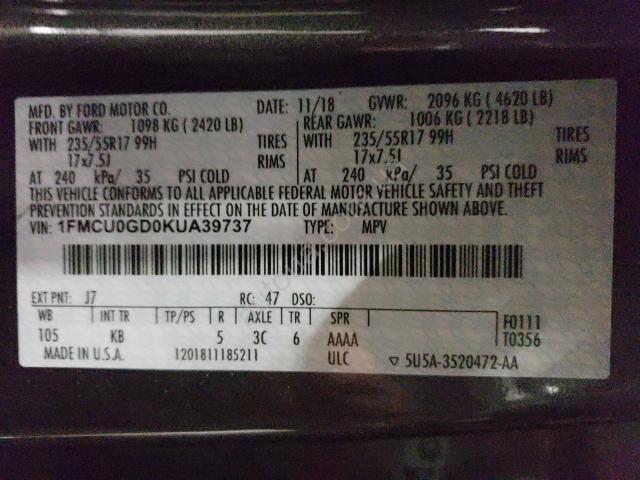 MFD. BY FORD MOTOR CO. DATE: 11/18 GVWR: 2096 KG ( 4620 LB)
FRONT GAWR: 1098 KG ( 2420 LB) REAR GAWR: 1006 KG ( 2218 LB)
WITH 235/55R17 99H TIRES WITH 235/55R17 99H TIRES
17x7.5J RIMS 17x7.5J RIMS
AT 240 kPa/ 35 PSI COLD AT 240 kPa/ 35 PSI COLD
THIS VEHICLE CONFORMS TO ALL APPLICABLE FEDERAL MOTOR VEHICLE SAFETY AND THEFT
PREVENTION STANDARDS IN EFFECT ON THE DATE OF MANUFACTURE SHOWN ABOVE.
VIN: 1FMCU0GD0KUA39737 TYPE: MPV
EXT PNT: J7 RC: 47 DSO:
WB INT TR TP/PS R AXLE TR SPR F0111
105 KB 5 3C 6 AAAA T0356
MADE IN U.S.A. 1201811185211 ULC ▽ 5U5A-3520472-AA